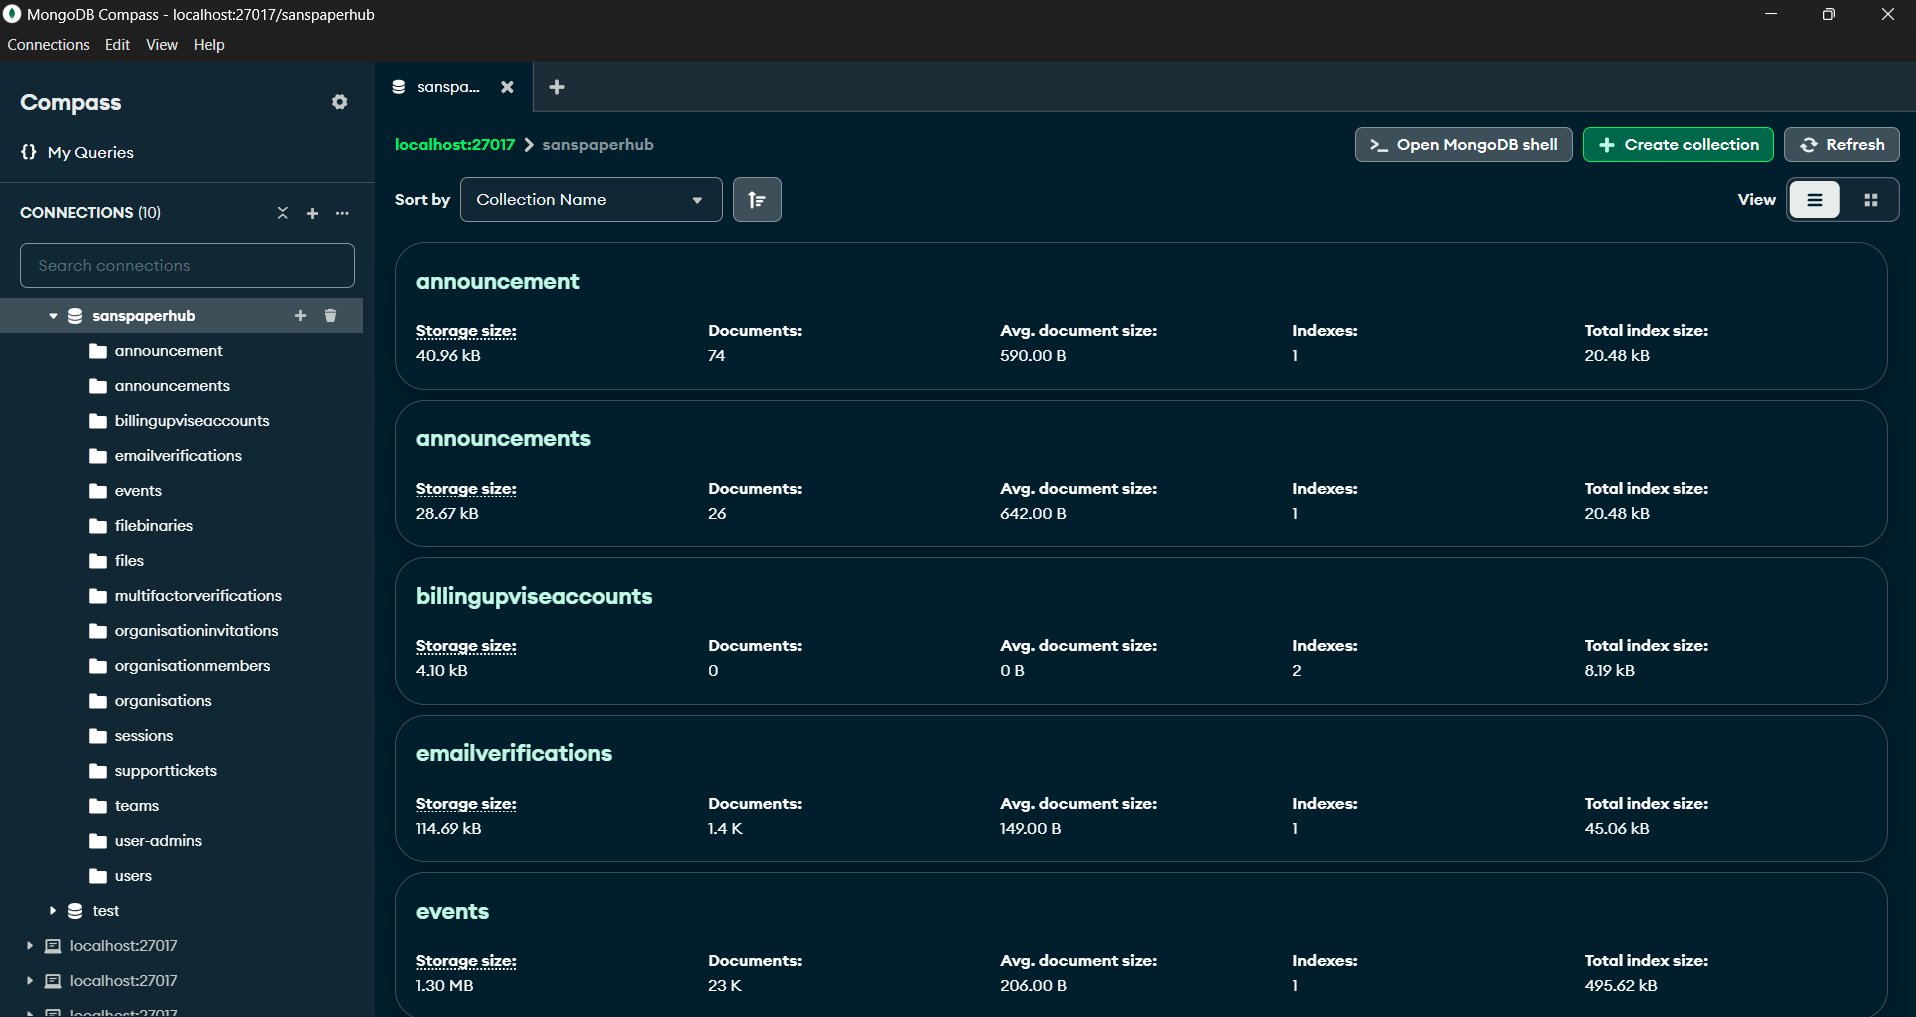 MongoDB Compass - localhost:27017/sanspaperhub
Connections Edit View Help
Compass
My Queries
CONNECTIONS (10)
Search connections
sanspaperhub
announcement
announcements
billingupviseaccounts
emailverifications
events
filebinaries
files
multifactorverifications
organisationinvitations
organisationmembers
organisations
sessions
supporttickets
teams
user-admins
users
test
localhost:27017
localhost:27017
localhost:27017
sanspa...
localhost:27017 > sanspaperhub
>_ Open MongoDB shell
Create collection
Refresh
Sort by Collection Name
View
announcement
Storage size: Documents: Avg. document size: Indexes: Total index size:
40.96 kB 74 590.00 B 1 20.48 kB
announcements
Storage size: Documents: Avg. document size: Indexes: Total index size:
28.67 kB 26 642.00 B 1 20.48 kB
billingupviseaccounts
Storage size: Documents: Avg. document size: Indexes: Total index size:
4.10 kB 0 0 B 2 8.19 kB
emailverifications
Storage size: Documents: Avg. document size: Indexes: Total index size:
114.69 kB 1.4 K 149.00 B 1 45.06 kB
events
Storage size: Documents: Avg. document size: Indexes: Total index size:
1.30 MB 23 K 206.00 B 1 495.62 kB